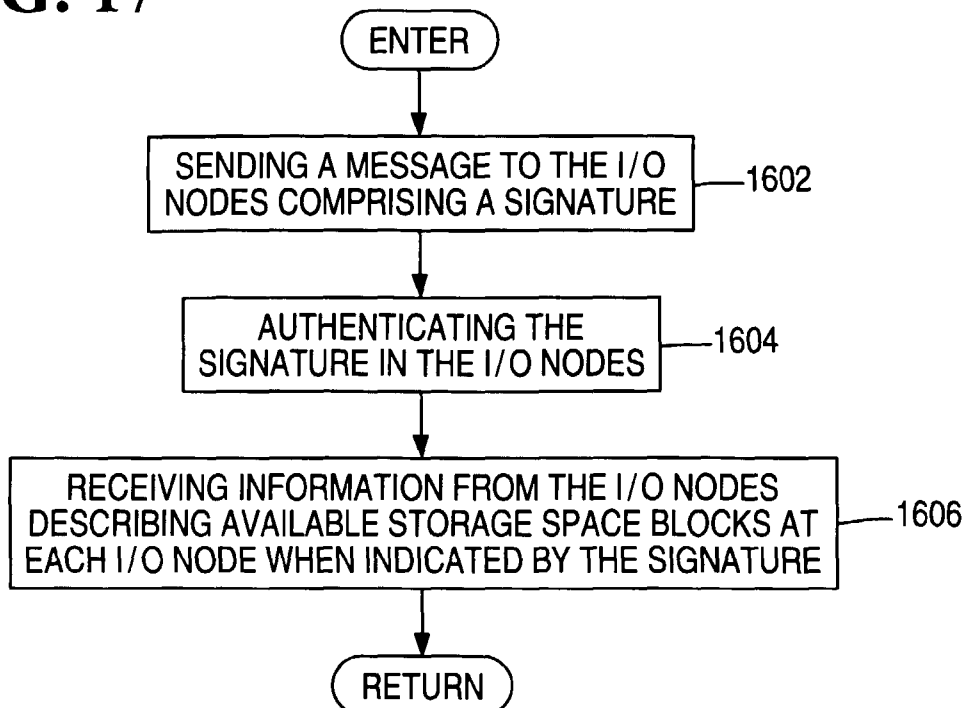 G. 17
ENTER
SENDING A MESSAGE TO THE I/O
NODES COMPRISING A SIGNATURE
1602
AUTHENTICATING THE
SIGNATURE IN THE I/O NODES
1604
RECEIVING INFORMATION FROM THE I/O NODES
DESCRIBING AVAILABLE STORAGE SPACE BLOCKS AT
EACH I/O NODE WHEN INDICATED BY THE SIGNATURE
1606
RETURN